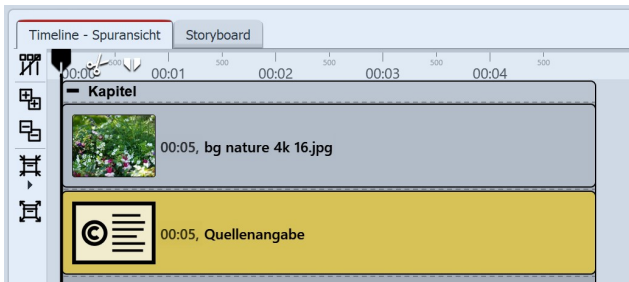 Timeline - Spuransicht Storyboard
500 500 500 500 500
00:00 00:01 00:02 00:03 00:04
Kapitel
00:05, bg nature 4k 16.jpg
© 00:05, Quellenangabe